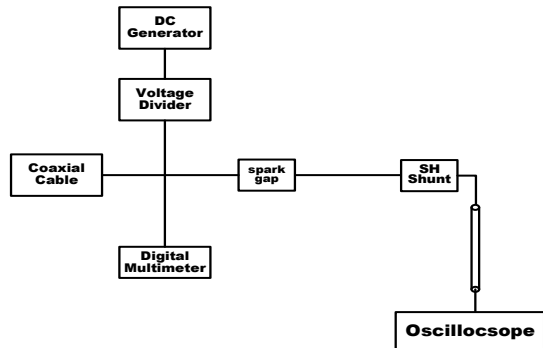 DC
Generator
Voltage
Divider
Coaxial
Cable
spark
gap
SH
Shunt
Digital
Multimeter
Oscillocsope